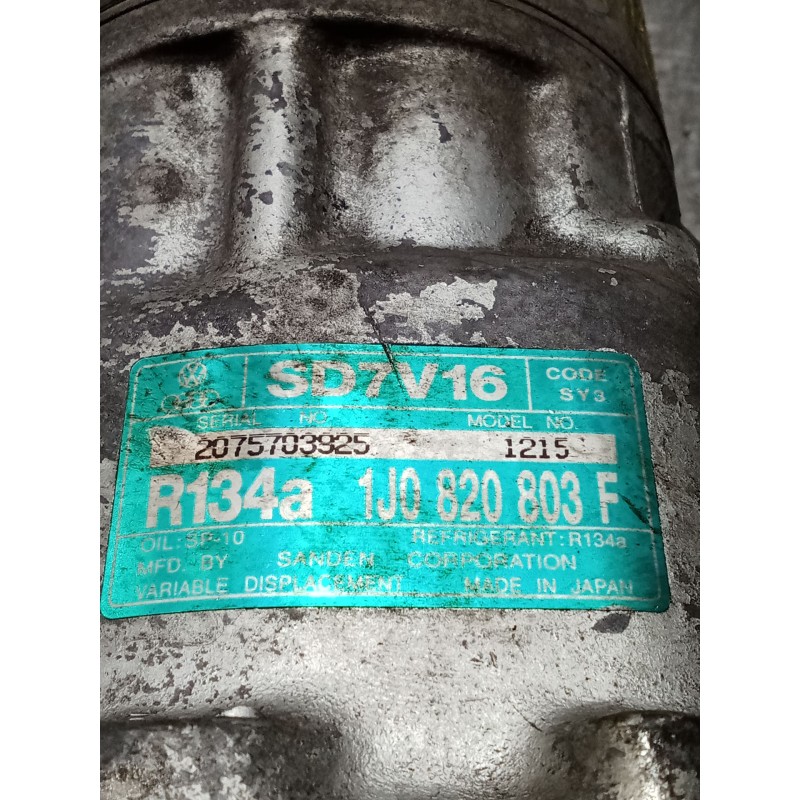 SD7V16
CODE
SY3
SERIAL NO. MODEL NO.
2075703925 1215
R134a 1J0 820 803 F
OIL: SP-10 REFRIGERANT: R134a
MFD. BY SANDEN CORPORATION
VARIABLE DISPLACEMENT MADE IN JAPAN